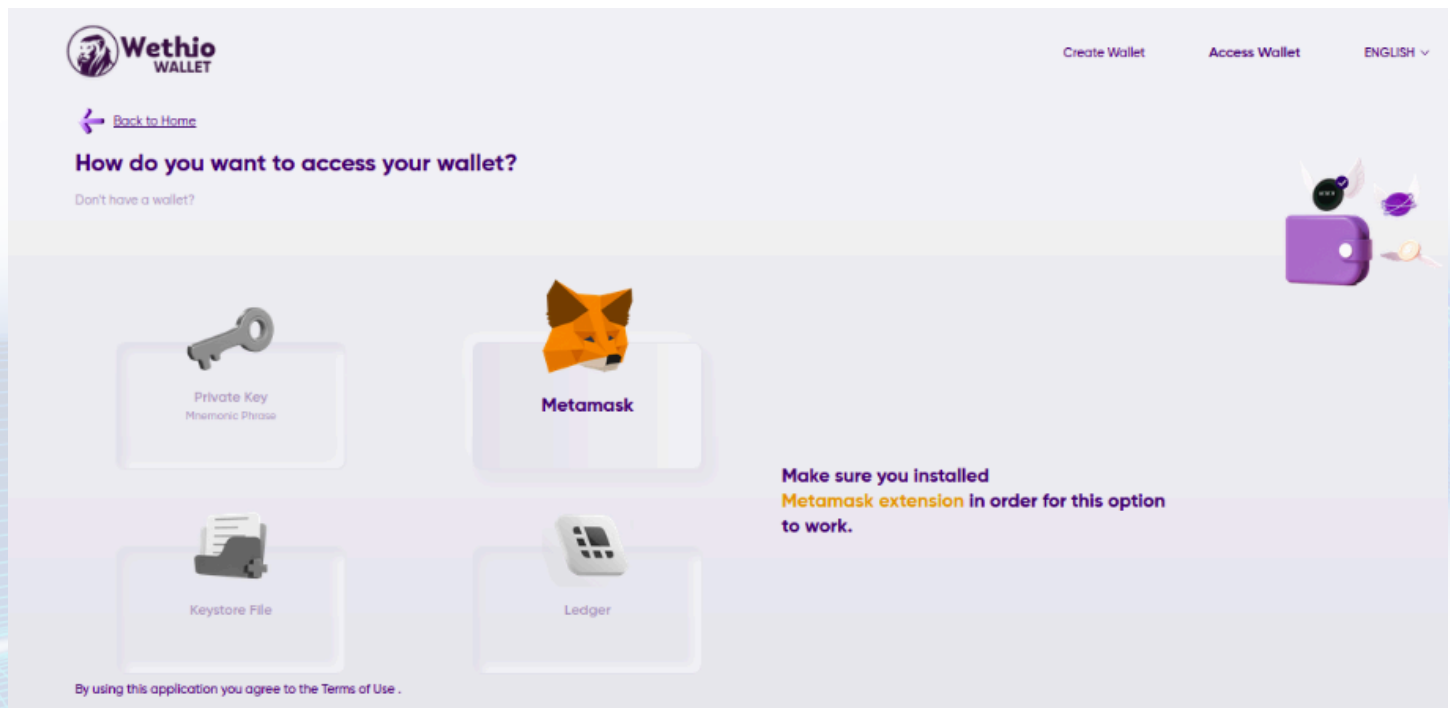 Wethio
WALLET
Create Wallet
Access Wallet
ENGLISH
Back to Home
How do you want to access your wallet?
Don't have a wallet?
Private Key
Mnemonic Phrase
Metamask
Make sure you installed
Metamask extension in order for this option
to work.
Keystore File
Ledger
By using this application you agree to the Terms of Use .